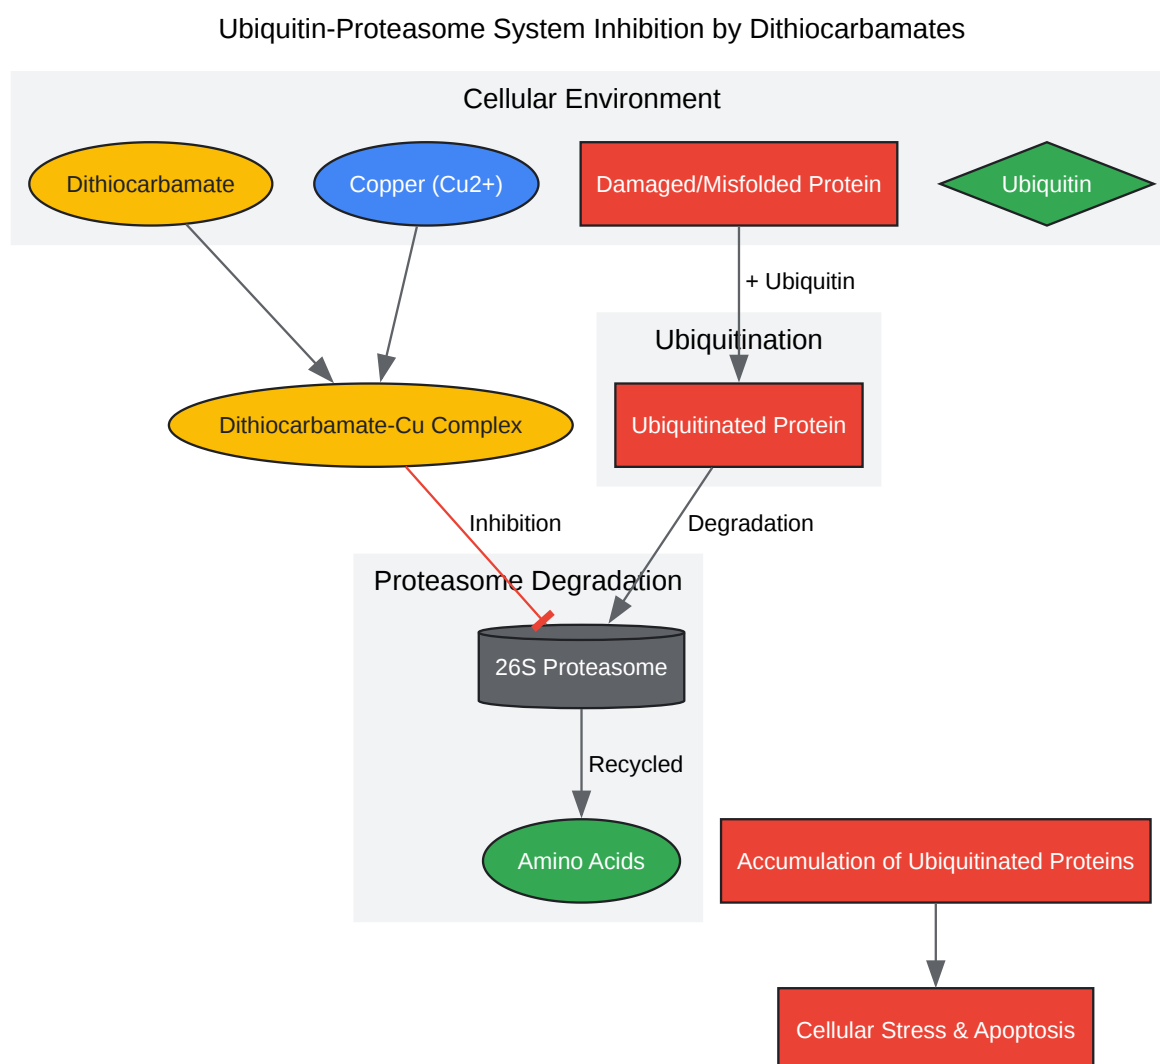 Ubiquitin-Proteasome System Inhibition by Dithiocarbamates
Cellular Environment
Dithiocarbamate
Copper (Cu2+)
Damaged/Misfolded Protein
Ubiquitin
+ Ubiquitin
Ubiquitination
Dithiocarbamate-Cu Complex
Ubiquitinated Protein
Inhibition
Degradation
Proteasome Degradation
26S Proteasome
Recycled
Amino Acids
Accumulation of Ubiquitinated Proteins
Cellular Stress & Apoptosis